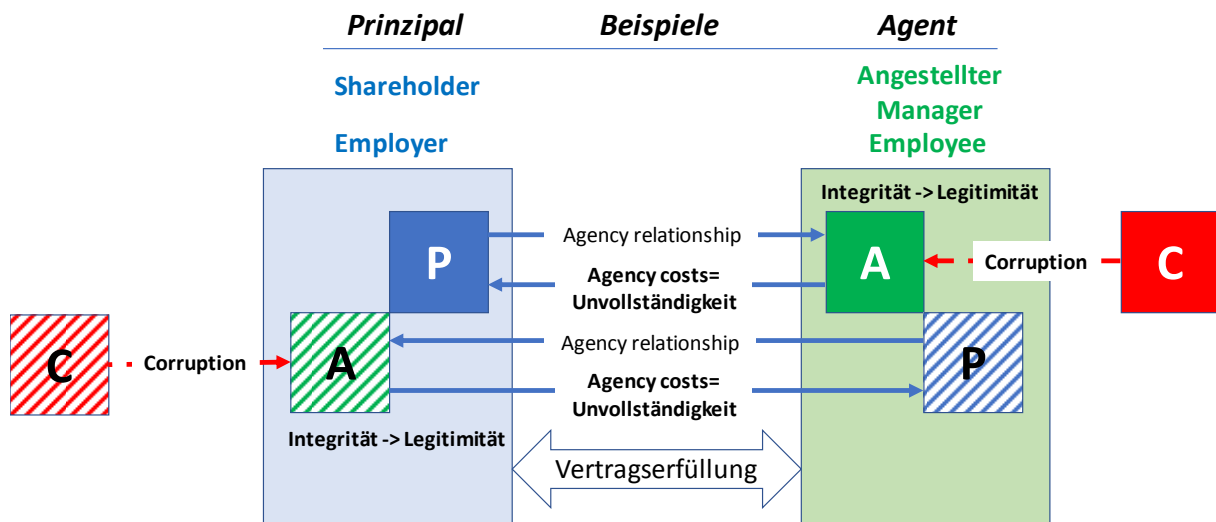 Prinzipal Beispiele Agent
Shareholder
Angestellter
Manager
Employer
Employee
Integrität -> Legitimität
P
Agency relationship
A
Corruption
C
Agency costs=
Unvollständigkeit
C
Corruption
A
Agency relationship
P
Agency costs=
Unvollständigkeit
Integrität -> Legitimität
Vertragserfüllung